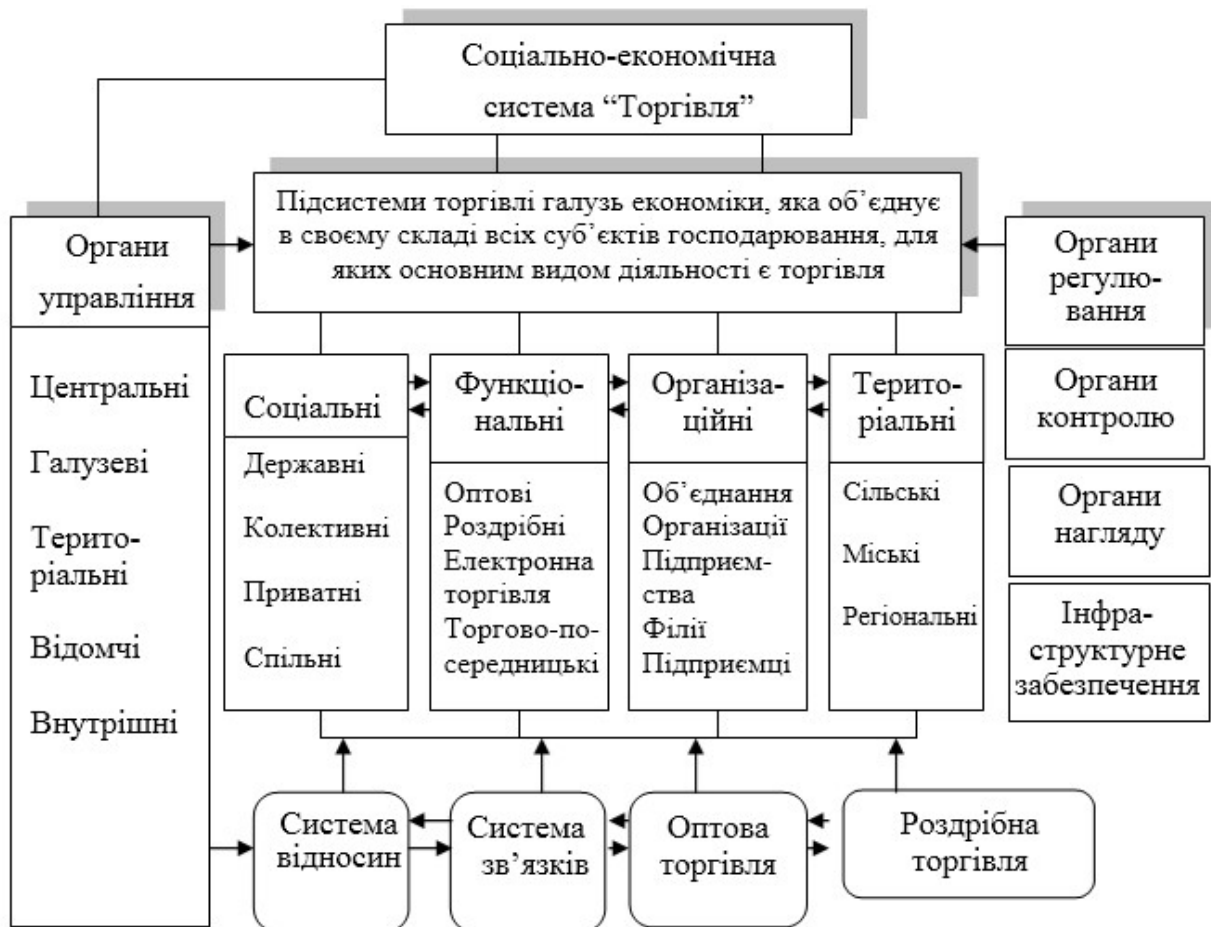 Соціально-економічна
система “Торгівля”
Підсистеми торгівлі галузь економіки, яка об’єднує
в своєму складі всіх суб’єктів господарювання, для
яких основним видом діяльності є торгівля
Органи
управління
Центральні
Галузеві
Терито-
ріальні
Відомчі
Внутрішні
Соціальні
Державні
Колективні
Приватні
Спільні
Функціо-
нальні
Оптові
Роздрібні
Електронна
торгівля
Торгово-по-
середницькі
Організа-
ційні
Об’єднання
Організації
Підприєм-
ства
Філії
Підприємці
Терито-
ріальні
Сільські
Міські
Регіональні
Органи
регулю-
вання
Органи
контролю
Органи
нагляду
Інфра-
структурне
забезпечення
Система
відносин
Система
зв’язків
Оптова
торгівля
Роздрібна
торгівля